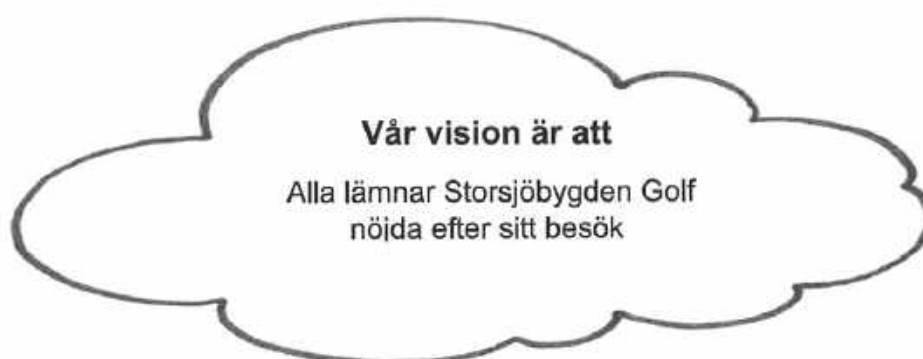 Vår vision är att
Alla lämnar Storsjöbygden Golf
nöjda efter sitt besök